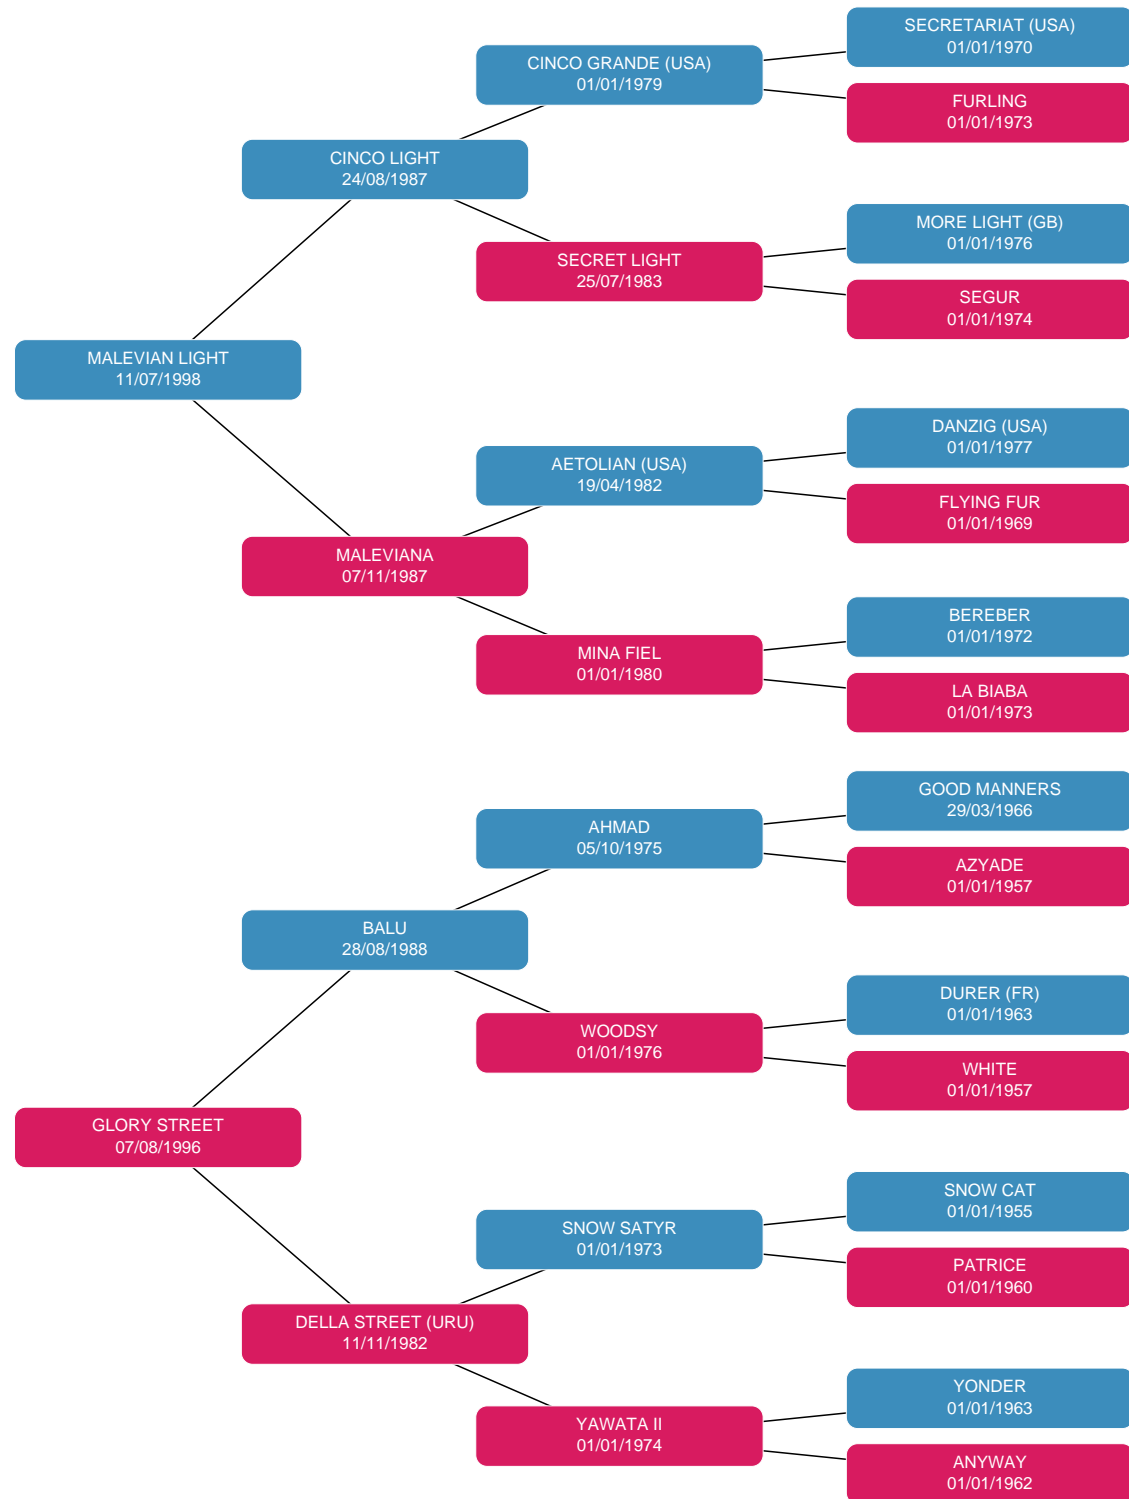 SECRETARIAT (USA)
01/01/1970
CINCO GRANDE (USA)
01/01/1979
FURLING
01/01/1973
CINCO LIGHT
24/08/1987
MORE LIGHT (GB)
01/01/1976
SECRET LIGHT
25/07/1983
SEGUR
01/01/1974
MALEVIAN LIGHT
11/07/1998
DANZIG (USA)
01/01/1977
AETOLIAN (USA)
19/04/1982
FLYING FUR
01/01/1969
MALEVIANA
07/11/1987
BEREBER
01/01/1972
MINA FIEL
01/01/1980
LA BIABA
01/01/1973
GOOD MANNERS
29/03/1966
AHMAD
05/10/1975
AZYADE
01/01/1957
BALU
28/08/1988
DURER (FR)
01/01/1963
WOODSY
01/01/1976
WHITE
01/01/1957
GLORY STREET
07/08/1996
SNOW CAT
01/01/1955
SNOW SATYR
01/01/1973
PATRICE
01/01/1960
DELLA STREET (URU)
11/11/1982
YONDER
01/01/1963
YAWATA II
01/01/1974
ANYWAY
01/01/1962